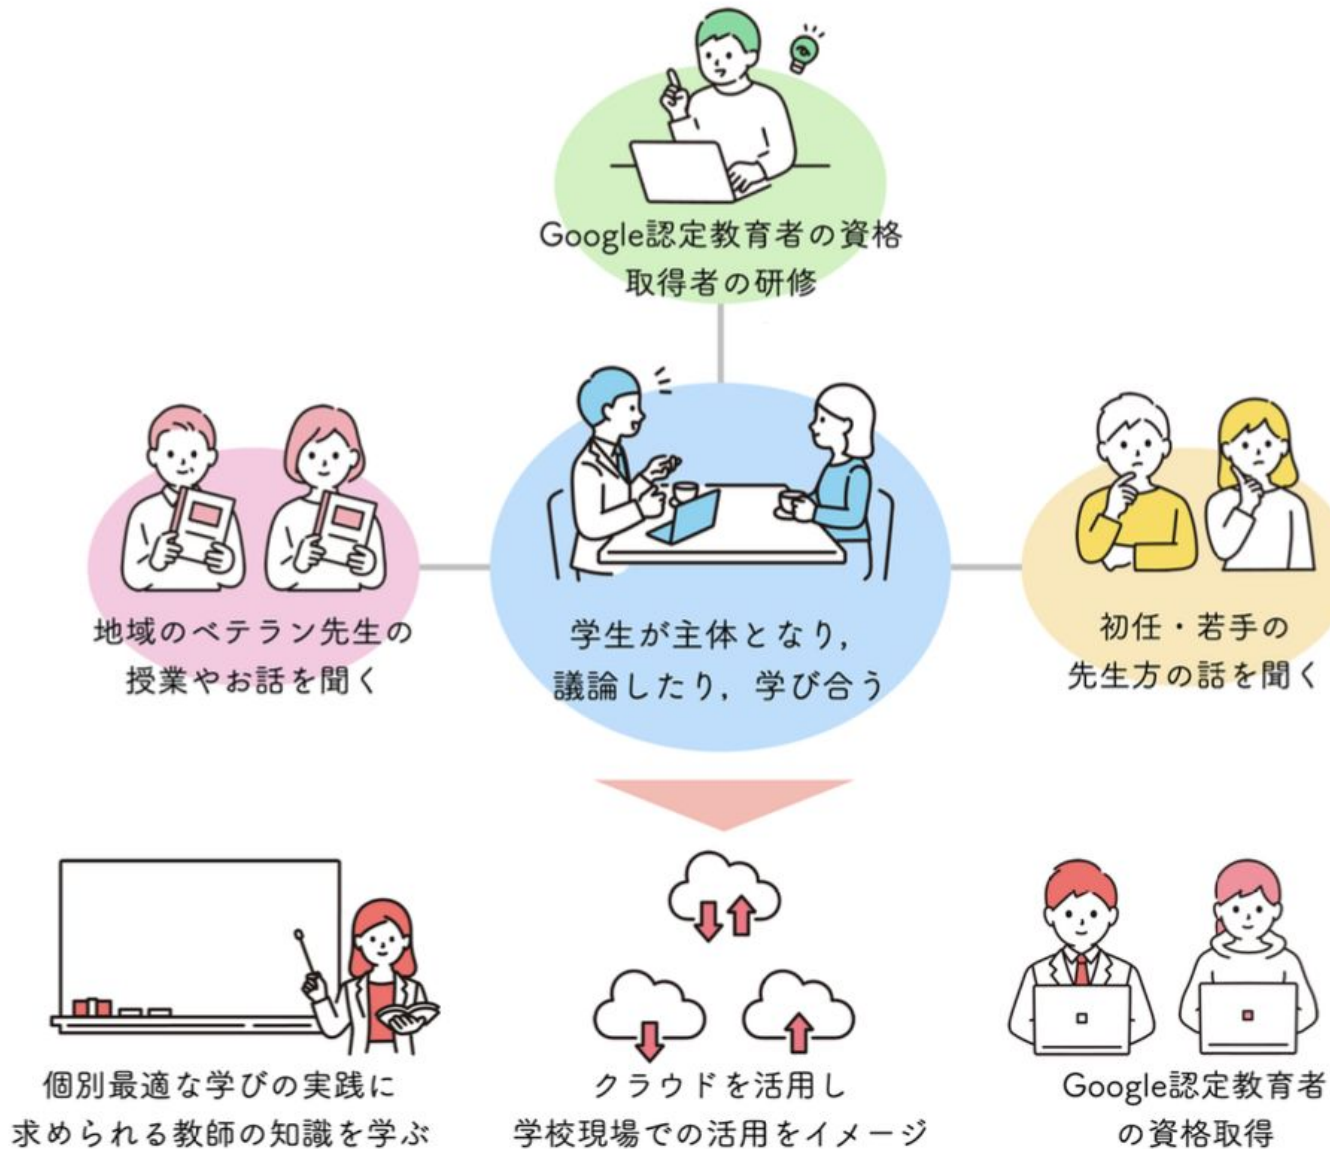 Google認定教育者の資格
取得者の研修
地域のベテラン先生の
授業やお話を聞く
学生が主体となり，
議論したり，学び合う
初任・若手の
先生方の話を聞く
個別最適な学びの実践に
求められる教師の知識を学ぶ
クラウドを活用し
学校現場での活用をイメージ
Google認定教育者
の資格取得